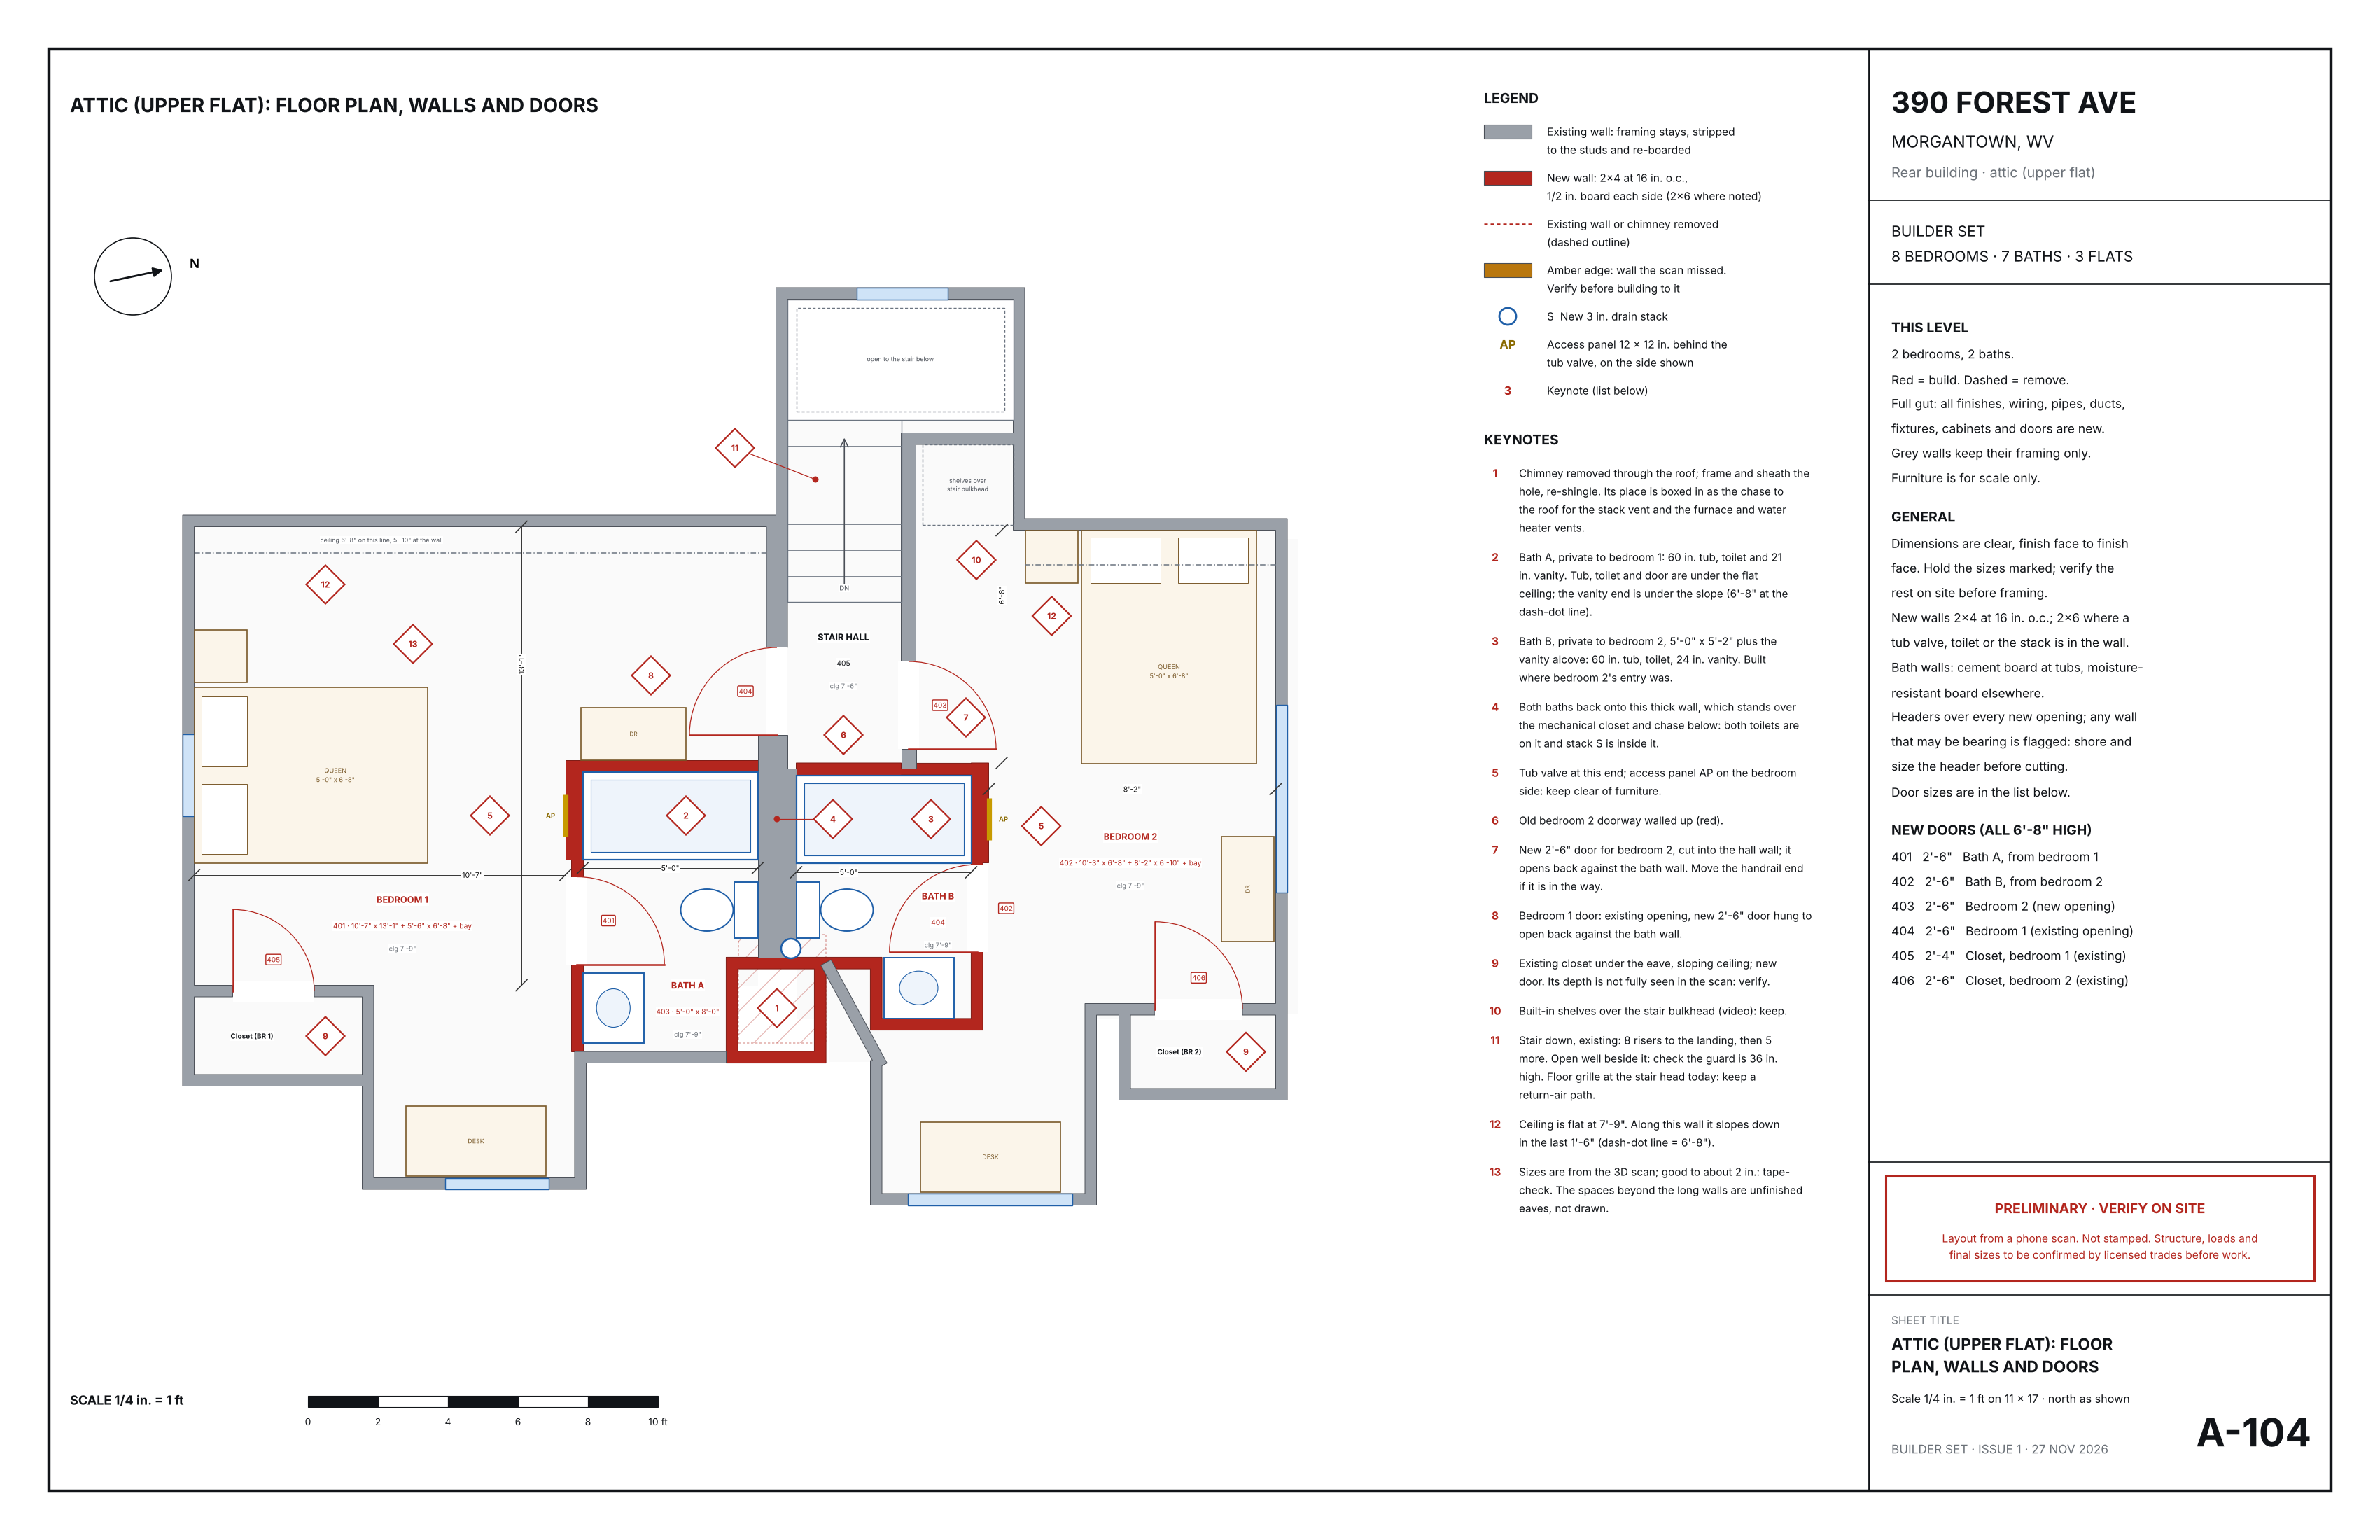 ATTIC (UPPER FLAT): FLOOR PLAN, WALLS AND DOORS
N
open to the stair below
11
shelves over
stair bulkhead
ceiling 6'-8" on this line, 5'-10" at the wall
12
10
DN
6'-8"
12
13
13'-1"
STAIR HALL
405
clg 7'-6"
8
404
403
7
QUEEN
5'-0" x 6'-8"
DR
6
QUEEN
5'-0" x 6'-8"
8'-2"
5
AP
2
4
3
AP
5
BEDROOM 2
402 · 10'-3" x 6'-8" + 8'-2" x 6'-10" + bay
clg 7'-9"
DR
10'-7"
5'-0"
5'-0"
BEDROOM 1
401 · 10'-7" x 13'-1" + 5'-6" x 6'-8" + bay
clg 7'-9"
401
BATH B
404
clg 7'-9"
402
405
406
BATH A
403 · 5'-0" x 8'-0"
clg 7'-9"
1
Closet (BR 1)
9
Closet (BR 2)
9
DESK
DESK
SCALE 1/4 in. = 1 ft
0 2 4 6 8 10 ft
LEGEND
Existing wall: framing stays, stripped
to the studs and re-boarded
New wall: 2×4 at 16 in. o.c.,
1/2 in. board each side (2×6 where noted)
Existing wall or chimney removed
(dashed outline)
Amber edge: wall the scan missed.
Verify before building to it
S New 3 in. drain stack
AP Access panel 12 × 12 in. behind the
tub valve, on the side shown
3 Keynote (list below)
KEYNOTES
1 Chimney removed through the roof; frame and sheath the
hole, re-shingle. Its place is boxed in as the chase to
the roof for the stack vent and the furnace and water
heater vents.
2 Bath A, private to bedroom 1: 60 in. tub, toilet and 21
in. vanity. Tub, toilet and door are under the flat
ceiling; the vanity end is under the slope (6'-8" at the
dash-dot line).
3 Bath B, private to bedroom 2, 5'-0" x 5'-2" plus the
vanity alcove: 60 in. tub, toilet, 24 in. vanity. Built
where bedroom 2's entry was.
4 Both baths back onto this thick wall, which stands over
the mechanical closet and chase below: both toilets are
on it and stack S is inside it.
5 Tub valve at this end; access panel AP on the bedroom
side: keep clear of furniture.
6 Old bedroom 2 doorway walled up (red).
7 New 2'-6" door for bedroom 2, cut into the hall wall; it
opens back against the bath wall. Move the handrail end
if it is in the way.
8 Bedroom 1 door: existing opening, new 2'-6" door hung to
open back against the bath wall.
9 Existing closet under the eave, sloping ceiling; new
door. Its depth is not fully seen in the scan: verify.
10 Built-in shelves over the stair bulkhead (video): keep.
11 Stair down, existing: 8 risers to the landing, then 5
more. Open well beside it: check the guard is 36 in.
high. Floor grille at the stair head today: keep a
return-air path.
12 Ceiling is flat at 7'-9". Along this wall it slopes down
in the last 1'-6" (dash-dot line = 6'-8").
13 Sizes are from the 3D scan; good to about 2 in.: tape-
check. The spaces beyond the long walls are unfinished
eaves, not drawn.
390 FOREST AVE
MORGANTOWN, WV
Rear building · attic (upper flat)
BUILDER SET
8 BEDROOMS · 7 BATHS · 3 FLATS
THIS LEVEL
2 bedrooms, 2 baths.
Red = build. Dashed = remove.
Full gut: all finishes, wiring, pipes, ducts,
fixtures, cabinets and doors are new.
Grey walls keep their framing only.
Furniture is for scale only.
GENERAL
Dimensions are clear, finish face to finish
face. Hold the sizes marked; verify the
rest on site before framing.
New walls 2×4 at 16 in. o.c.; 2×6 where a
tub valve, toilet or the stack is in the wall.
Bath walls: cement board at tubs, moisture-
resistant board elsewhere.
Headers over every new opening; any wall
that may be bearing is flagged: shore and
size the header before cutting.
Door sizes are in the list below.
NEW DOORS (ALL 6'-8" HIGH)
401 2'-6" Bath A, from bedroom 1
402 2'-6" Bath B, from bedroom 2
403 2'-6" Bedroom 2 (new opening)
404 2'-6" Bedroom 1 (existing opening)
405 2'-4" Closet, bedroom 1 (existing)
406 2'-6" Closet, bedroom 2 (existing)
PRELIMINARY · VERIFY ON SITE
Layout from a phone scan. Not stamped. Structure, loads and
final sizes to be confirmed by licensed trades before work.
SHEET TITLE
ATTIC (UPPER FLAT): FLOOR
PLAN, WALLS AND DOORS
Scale 1/4 in. = 1 ft on 11 × 17 · north as shown
BUILDER SET · ISSUE 1 · 27 NOV 2026
A-104